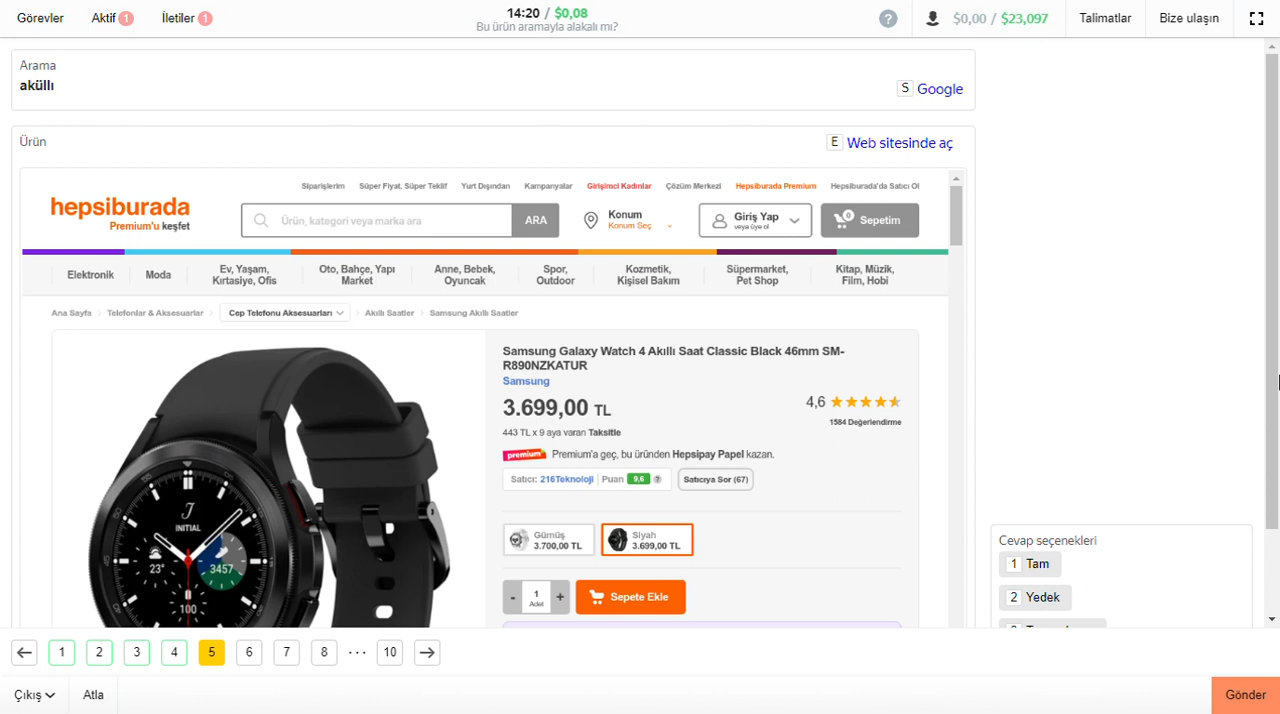 Görevler
Aktif 1
İletiler 1
14:20 / $0,08
Bu ürün aramayla alakalı mı?
?
$0,00 / $23,097
Talimatlar
Bize ulaşın
Arama
aküllı
S Google
Ürün
E Web sitesinde aç
Siparişlerim
Süper Fiyat, Süper Teklif
Yurt Dışından
Kampanyalar
Girişimci Kadınlar
Çözüm Merkezi
Hepsiburada Premium
Hepsiburada'da Satıcı Ol
hepsiburada
Premium'u keşfet
Ürün, kategori veya marka ara
ARA
Konum
Konum Seç
Giriş Yap
veya üye ol
0
Sepetim
Elektronik
Moda
Ev, Yaşam,
Kırtasiye, Ofis
Oto, Bahçe, Yapı
Market
Anne, Bebek,
Oyuncak
Spor,
Outdoor
Kozmetik,
Kişisel Bakım
Süpermarket,
Pet Shop
Kitap, Müzik,
Film, Hobi
Ana Sayfa
Telefonlar & Aksesuarlar
Cep Telefonu Aksesuarları
Akıllı Saatler
Samsung Akıllı Saatler
Samsung Galaxy Watch 4 Akıllı Saat Classic Black 46mm SM-
R890NZKATUR
Samsung
3.699,00 TL
4,6
1584 Değerlendirme
443 TL x 9 aya varan Taksitle
premium Premium'a geç, bu üründen Hepsipay Papel kazan.
Satıcı: 216Teknoloji | Puan 9,6 ?
Satıcıya Sor (67)
Gümüş
3.700,00 TL
Siyah
3.699,00 TL
INITIAL
23°
3457
100
- 1 +
Adet
Sepete Ekle
Cevap seçenekleri
1 Tam
2 Yedek
1
2
3
4
5
6
7
8
...
10
Çıkış
Atla
Gönder